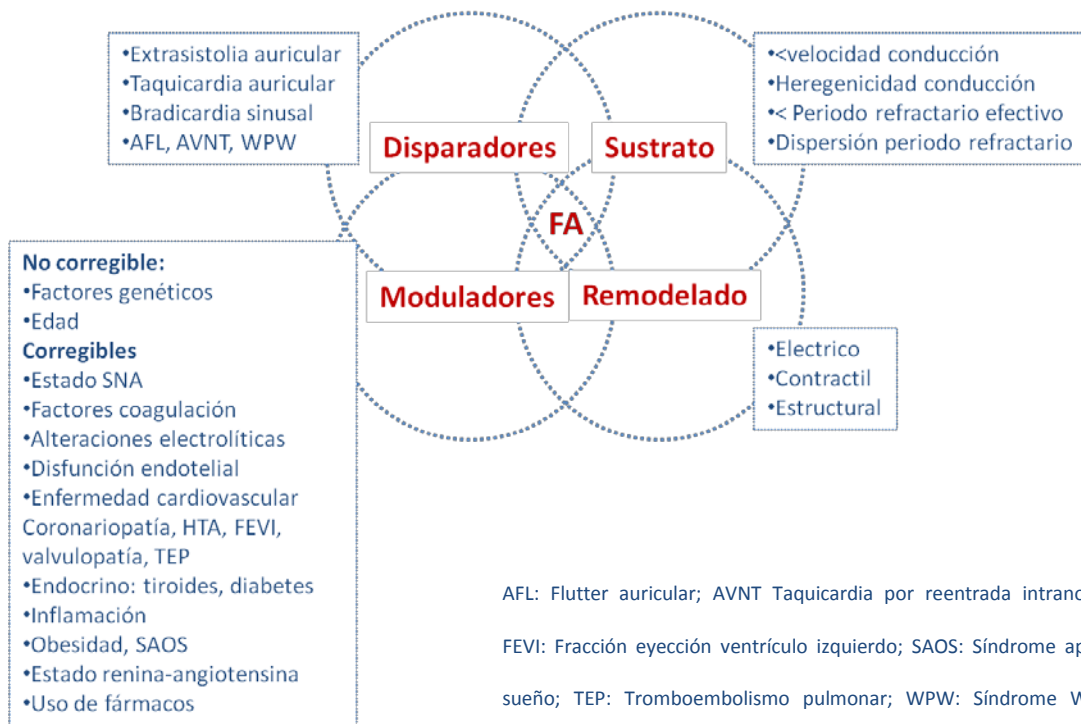 •Extrasistolia auricular
•Taquicardia auricular
•Bradicardia sinusal
•AFL, AVNT, WPW
•<velocidad conducción
•Heregenicidad conducción
•< Periodo refractario efectivo
•Dispersión periodo refractario
Disparadores
Sustrato
FA
Moduladores
Remodelado
No corregible:
•Factores genéticos
•Edad
Corregibles
•Estado SNA
•Factores coagulación
•Alteraciones electrolíticas
•Disfunción endotelial
•Enfermedad cardiovascular
Coronariopatía, HTA, FEVI,
valvulopatía, TEP
•Endocrino: tiroides, diabetes
•Inflamación
•Obesidad, SAOS
•Estado renina-angiotensina
•Uso de fármacos
•Electrico
•Contractil
•Estructural
AFL: Flutter auricular; AVNT Taquicardia por reentrada
FEVI: Fracción eyección ventrículo izquierdo; SAOS: Síndrome
sueño; TEP: Tromboembolismo pulmonar; WPW: Síndrome